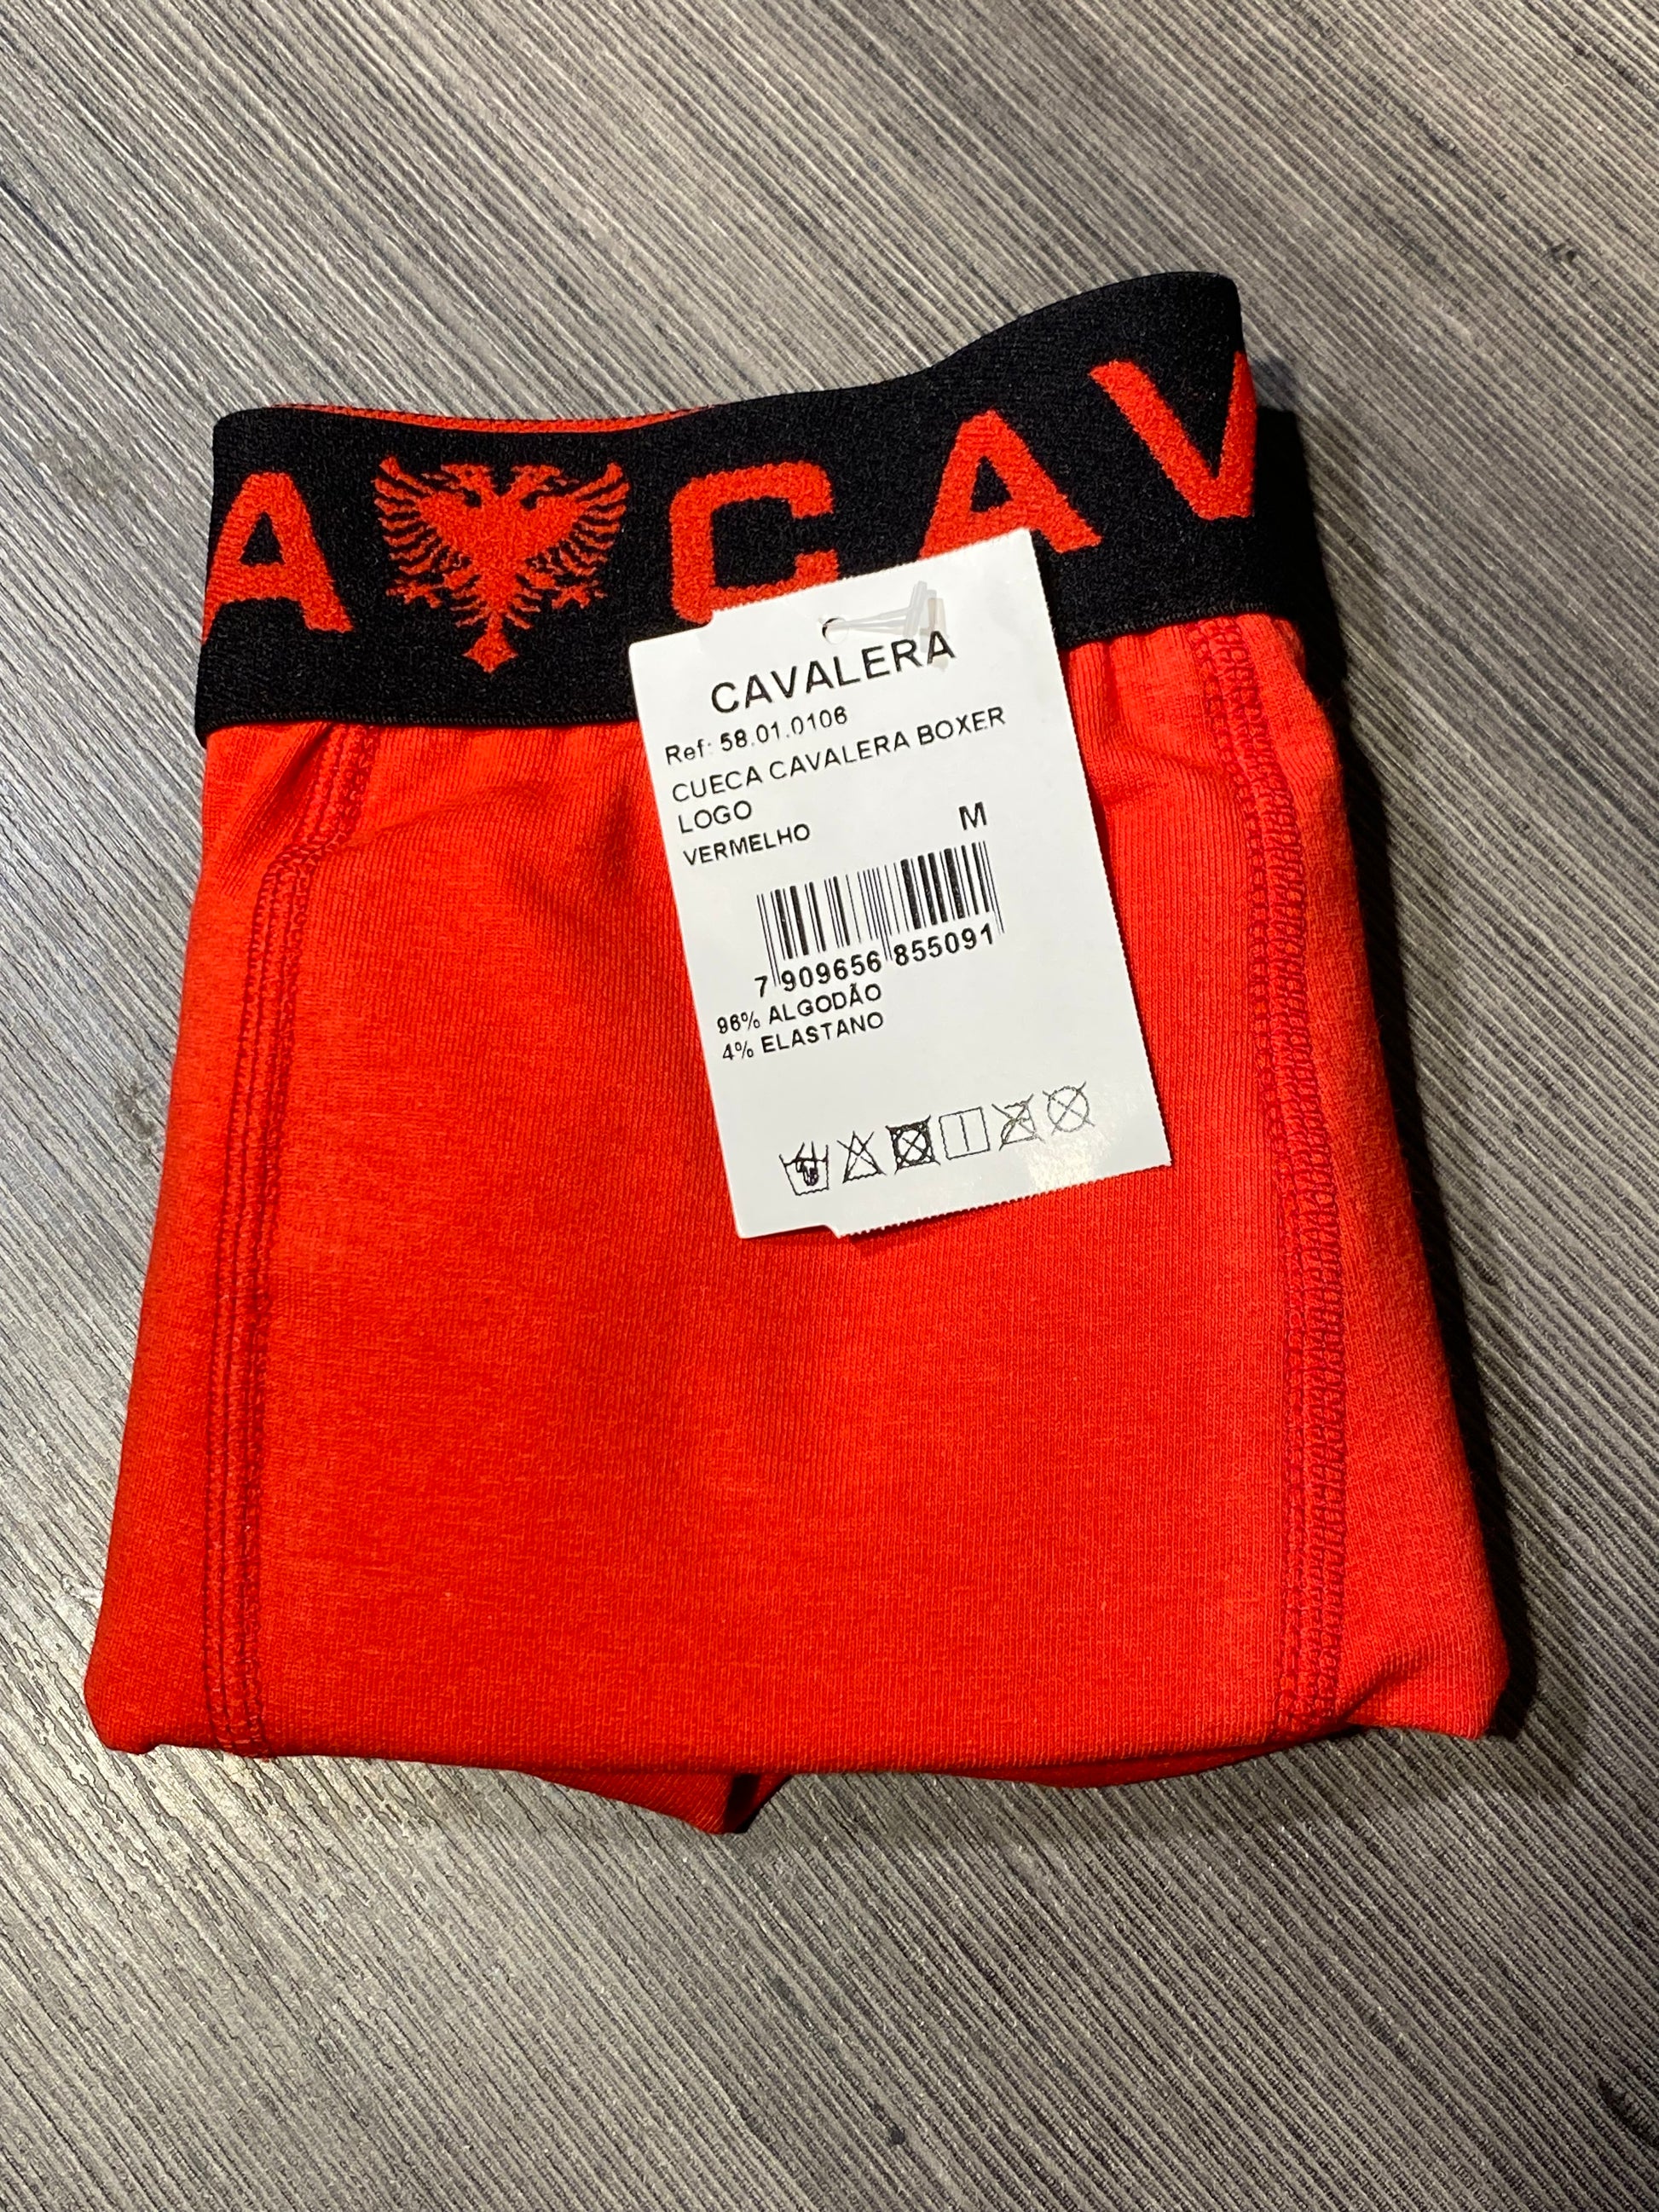 A CAV
CAVALERA
Ref: 58.01.0106
CUECA CAVALERA BOXER
LOGO
VERMELHO M
7 909656 855091
96% ALGODÃO
4% ELASTANO